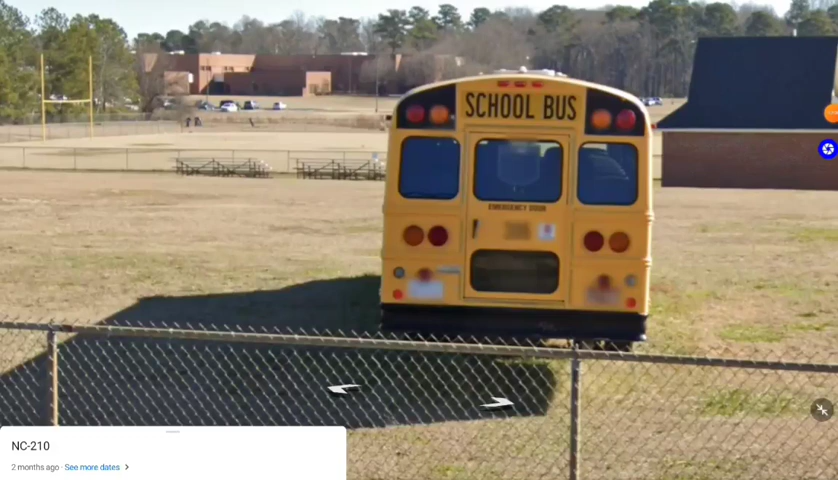 SCHOOL BUS
EMERGENCY DOOR
NC-210
2 months ago · See more dates